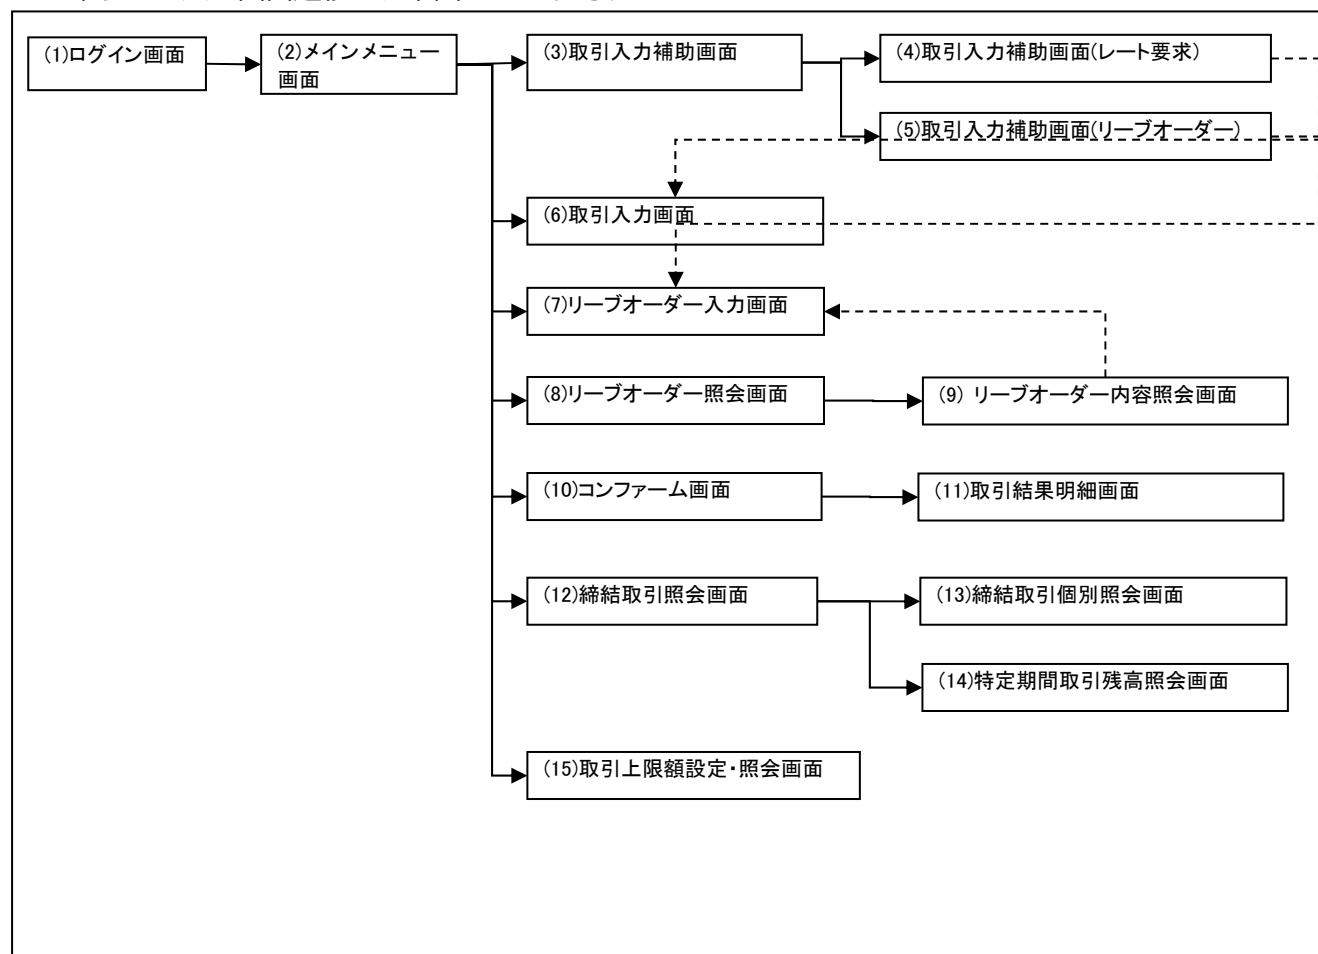 (1)ログイン画面
(2)メインメニュー
画面
(3)取引入力補助画面
(4)取引入力補助画面(レート要求)
(5)取引入力補助画面(リーブオーダー)
(6)取引入力画面
(7)リーブオーダー入力画面
(8)リーブオーダー照会画面
(9) リーブオーダー内容照会画面
(10)コンファーム画面
(11)取引結果明細画面
(12)締結取引照会画面
(13)締結取引個別照会画面
(14)特定期間取引残高照会画面
(15)取引上限額設定・照会画面